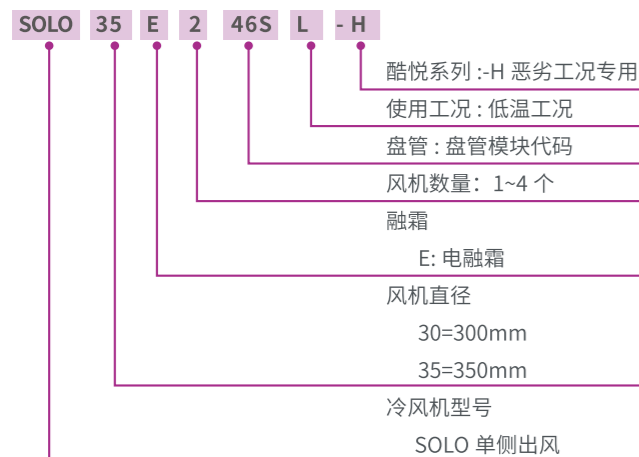 SOLO 35 E 2 46S L - H
酷悦系列 :-H 恶劣工况专用
使用工况 : 低温工况
盘管 : 盘管模块代码
风机数量：1~4 个
融霜
E: 电融霜
风机直径
30=300mm
35=350mm
冷风机型号
SOLO 单侧出风